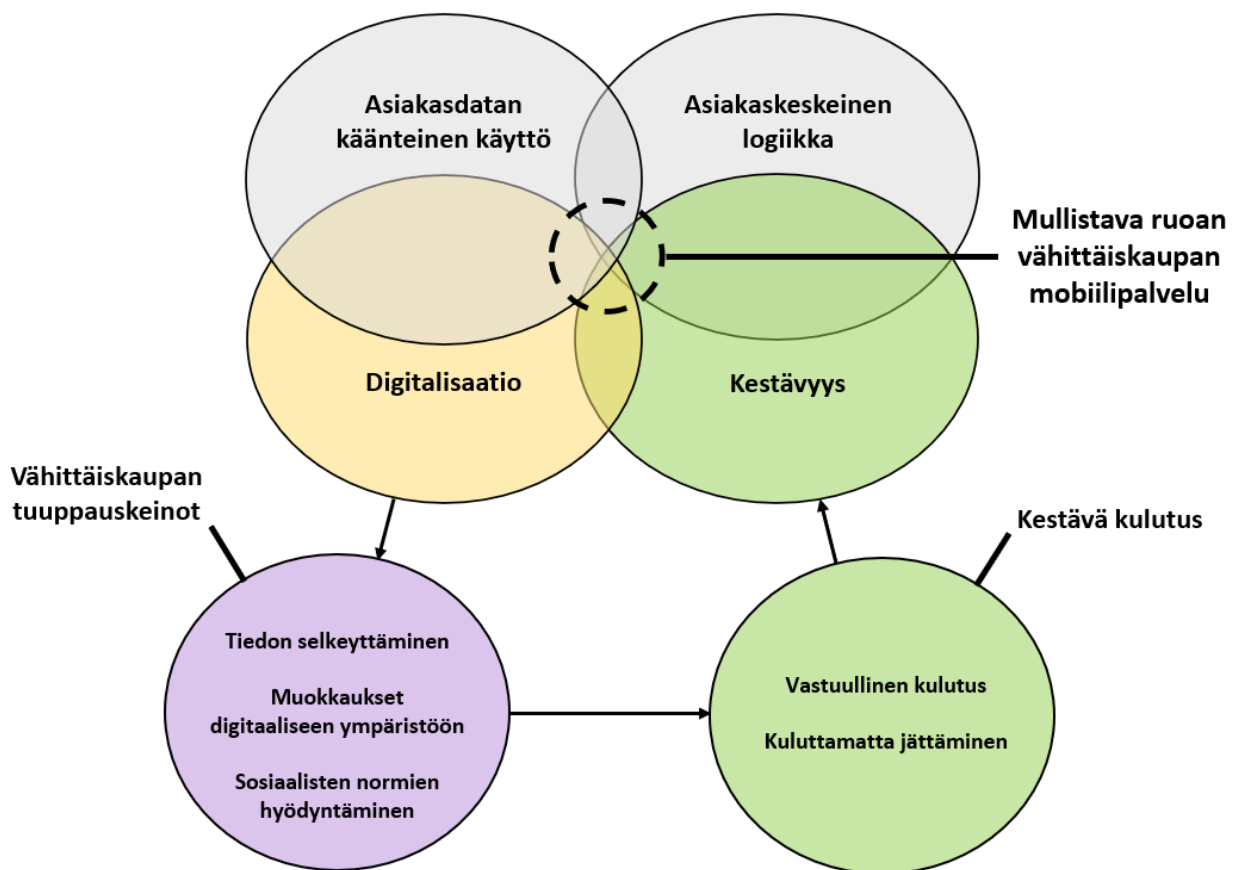 Asiakasdatan
käänteinen käyttö
Asiakaskeskeinen
logiikka
Mullistava ruoan
vähittäiskaupan
mobiilipalvelu
Digitalisaatio
Kestävyys
Vähittäiskaupan
tuuppauskeinot
Kestävä kulutus
Tiedon selkeyttäminen
Muokkaukset
digitaaliseen ympäristöön
Sosiaalisten normien
hyödyntäminen
Vastuullinen kulutus
Kuluttamatta jättäminen